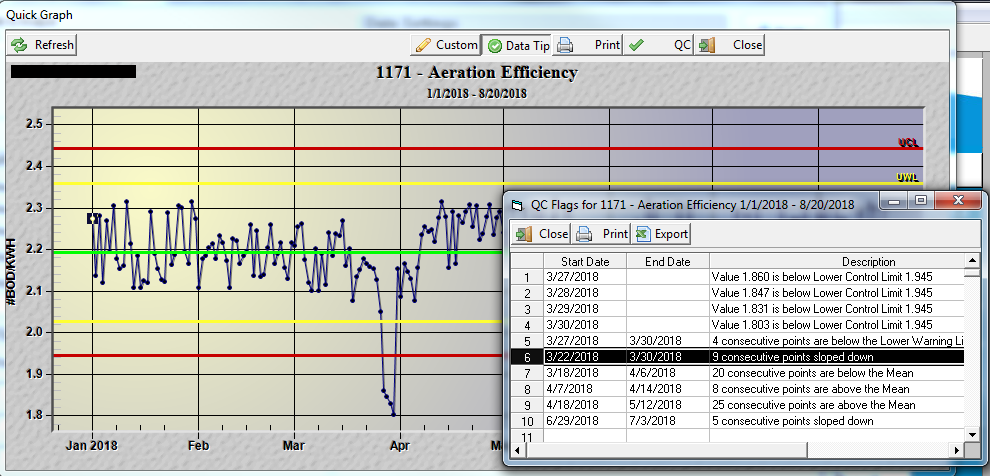 Quick Graph
Refresh
Custom
Data Tip
Print
QC
Close
1171 - Aeration Efficiency
1/1/2018 - 8/20/2018
#BOD/KWH
2.5
2.4
2.3
2.2
2.1
2.0
1.9
1.8
UCL
UWL
Jan 2018
Feb
Mar
Apr
QC Flags for 1171 - Aeration Efficiency 1/1/2018 - 8/20/2018
Close Print Export
Start Date End Date Description
1 3/27/2018 Value 1.860 is below Lower Control Limit 1.945
2 3/28/2018 Value 1.847 is below Lower Control Limit 1.945
3 3/29/2018 Value 1.831 is below Lower Control Limit 1.945
4 3/30/2018 Value 1.803 is below Lower Control Limit 1.945
5 3/27/2018 3/30/2018 4 consecutive points are below the Lower Warning Li
6 3/22/2018 3/30/2018 9 consecutive points sloped down
7 3/18/2018 4/6/2018 20 consecutive points are below the Mean
8 4/7/2018 4/14/2018 8 consecutive points are above the Mean
9 4/18/2018 5/12/2018 25 consecutive points are above the Mean
10 6/29/2018 7/3/2018 5 consecutive points sloped down
11